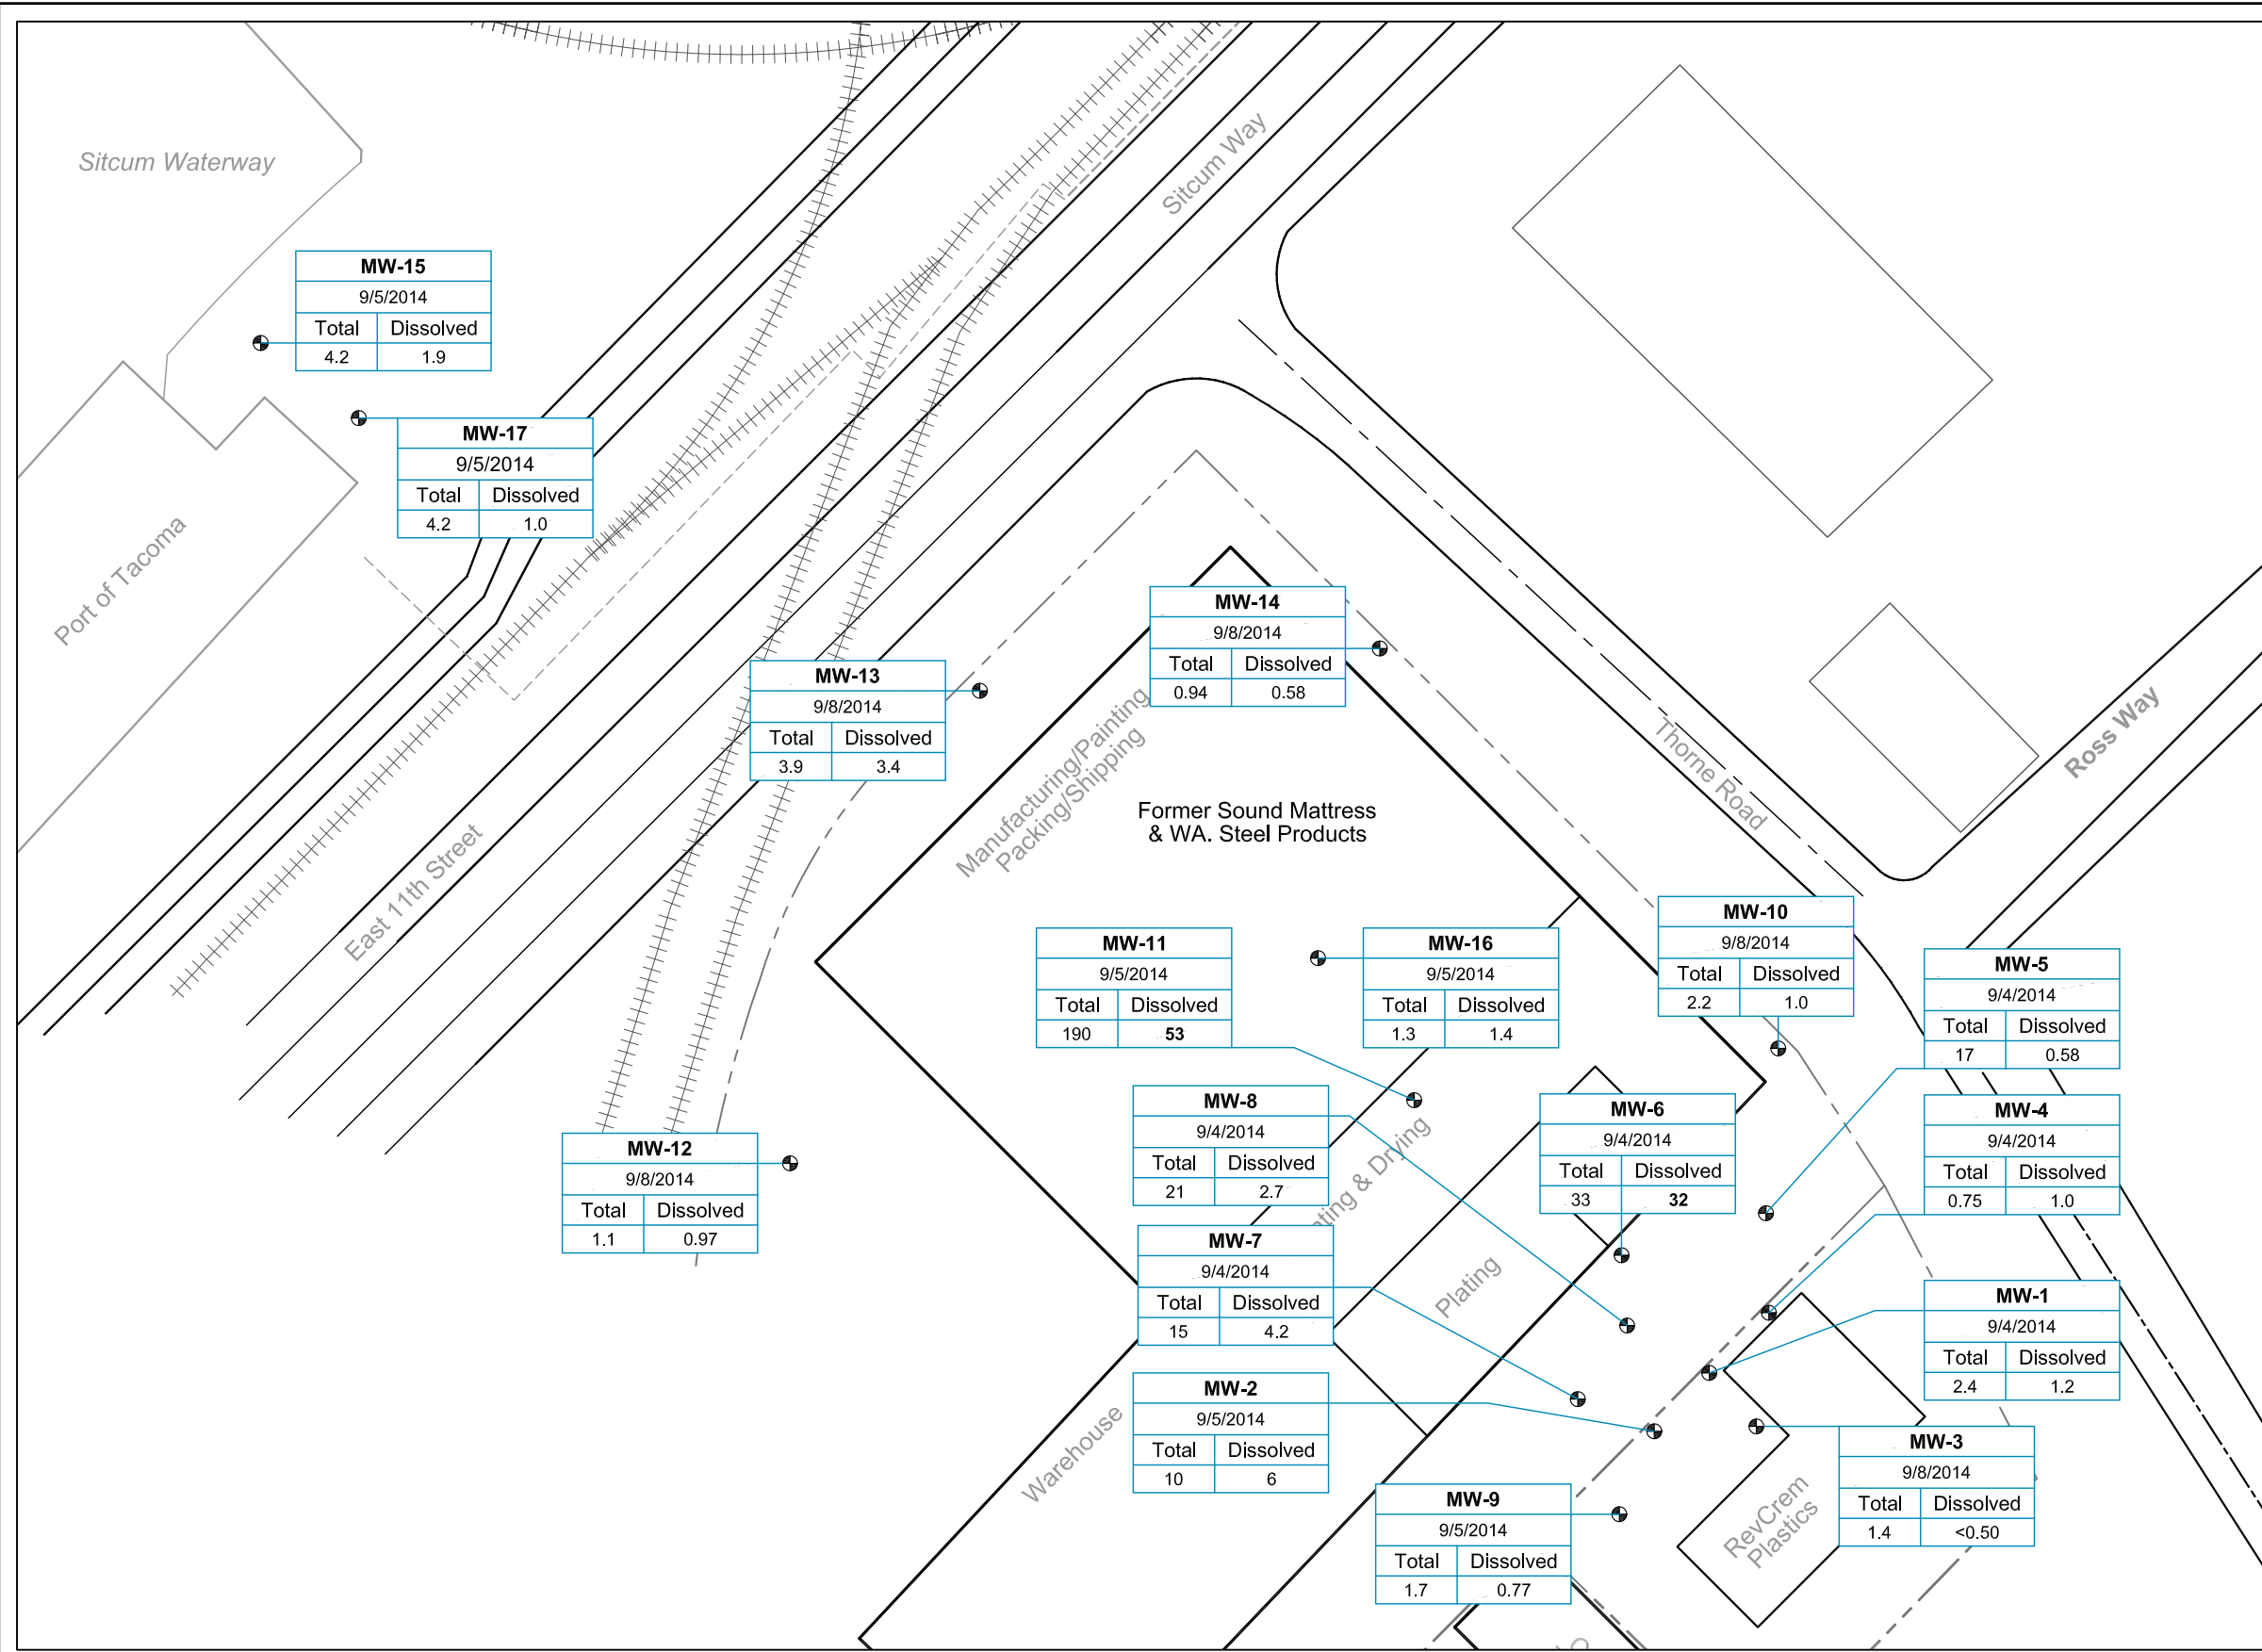 Sitcum Waterway
Sitcum Way
MW-15
9/5/2014
Total Dissolved
4.2 1.9
MW-17
9/5/2014
Total Dissolved
4.2 1.0
Port of Tacoma
East 11th Street
MW-14
9/8/2014
Total Dissolved
0.94 0.58
MW-13
9/8/2014
Total Dissolved
3.9 3.4
Manufacturing/Painting
Packing/Shipping
Former Sound Mattress
& WA. Steel Products
Thorne Road
Ross Way
MW-10
9/8/2014
Total Dissolved
2.2 1.0
MW-11
9/5/2014
Total Dissolved
190 53
MW-16
9/5/2014
Total Dissolved
1.3 1.4
MW-5
9/4/2014
Total Dissolved
17 0.58
MW-8
9/4/2014
Total Dissolved
21 2.7
MW-6
9/4/2014
Total Dissolved
33 32
MW-4
9/4/2014
Total Dissolved
0.75 1.0
MW-12
9/8/2014
Total Dissolved
1.1 0.97
& Drying
MW-7
9/4/2014
Total Dissolved
15 4.2
Plating
MW-1
9/4/2014
Total Dissolved
2.4 1.2
MW-2
9/5/2014
Total Dissolved
10 6
Warehouse
MW-3
9/8/2014
Total Dissolved
1.4 <0.50
MW-9
9/5/2014
Total Dissolved
1.7 0.77
RevCrem
Plastics